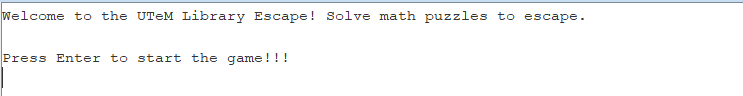 Welcome to the UTeM Library Escape! Solve math puzzles to escape.
Press Enter to start the game!!!